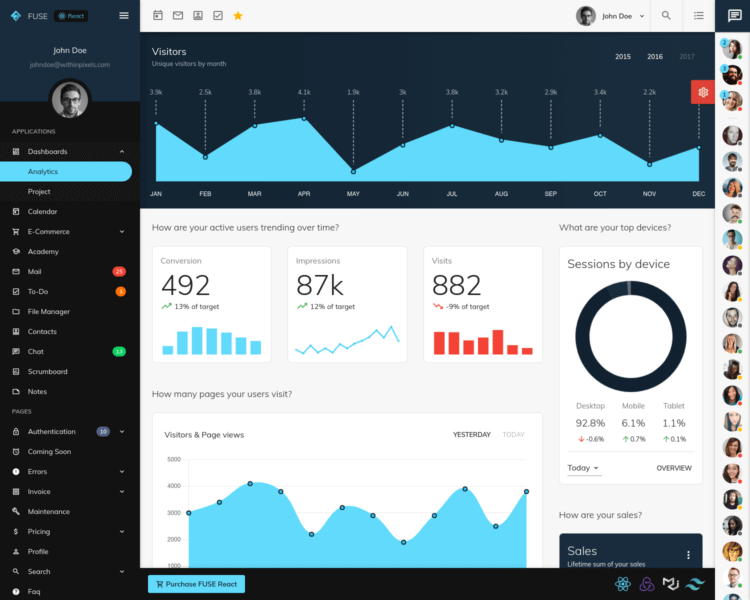 FUSE React
John Doe
johndoe@withinpixels.com
APPLICATIONS
Dashboards
Analytics
Project
Calendar
E-Commerce
Academy
Mail 25
To-Do 3
File Manager
Contacts
Chat 13
Scrumboard
Notes
PAGES
Authentication 10
Coming Soon
Errors
Invoice
Maintenance
Pricing
Profile
Search
Faq
John Doe
Visitors
Unique visitors by month
2015 2016 2017
3.9k 2.5k 3.8k 4.1k 1.9k 3k 3.8k 3.2k 2.9k 3.4k 2.2k
JAN FEB MAR APR MAY JUN JUL AUG SEP OCT NOV DEC
How are your active users trending over time?
Conversion
492
13% of target
Impressions
87k
12% of target
Visits
882
-9% of target
How many pages your users visit?
Visitors & Page views
YESTERDAY TODAY
5000
4000
3000
2000
1000
What are your top devices?
Sessions by device
Desktop Mobile Tablet
92.8% 6.1% 1.1%
-0.6% 0.7% 0.1%
Today OVERVIEW
How are your sales?
Sales
Lifetime sum of your sales
Purchase FUSE React
2
3
1